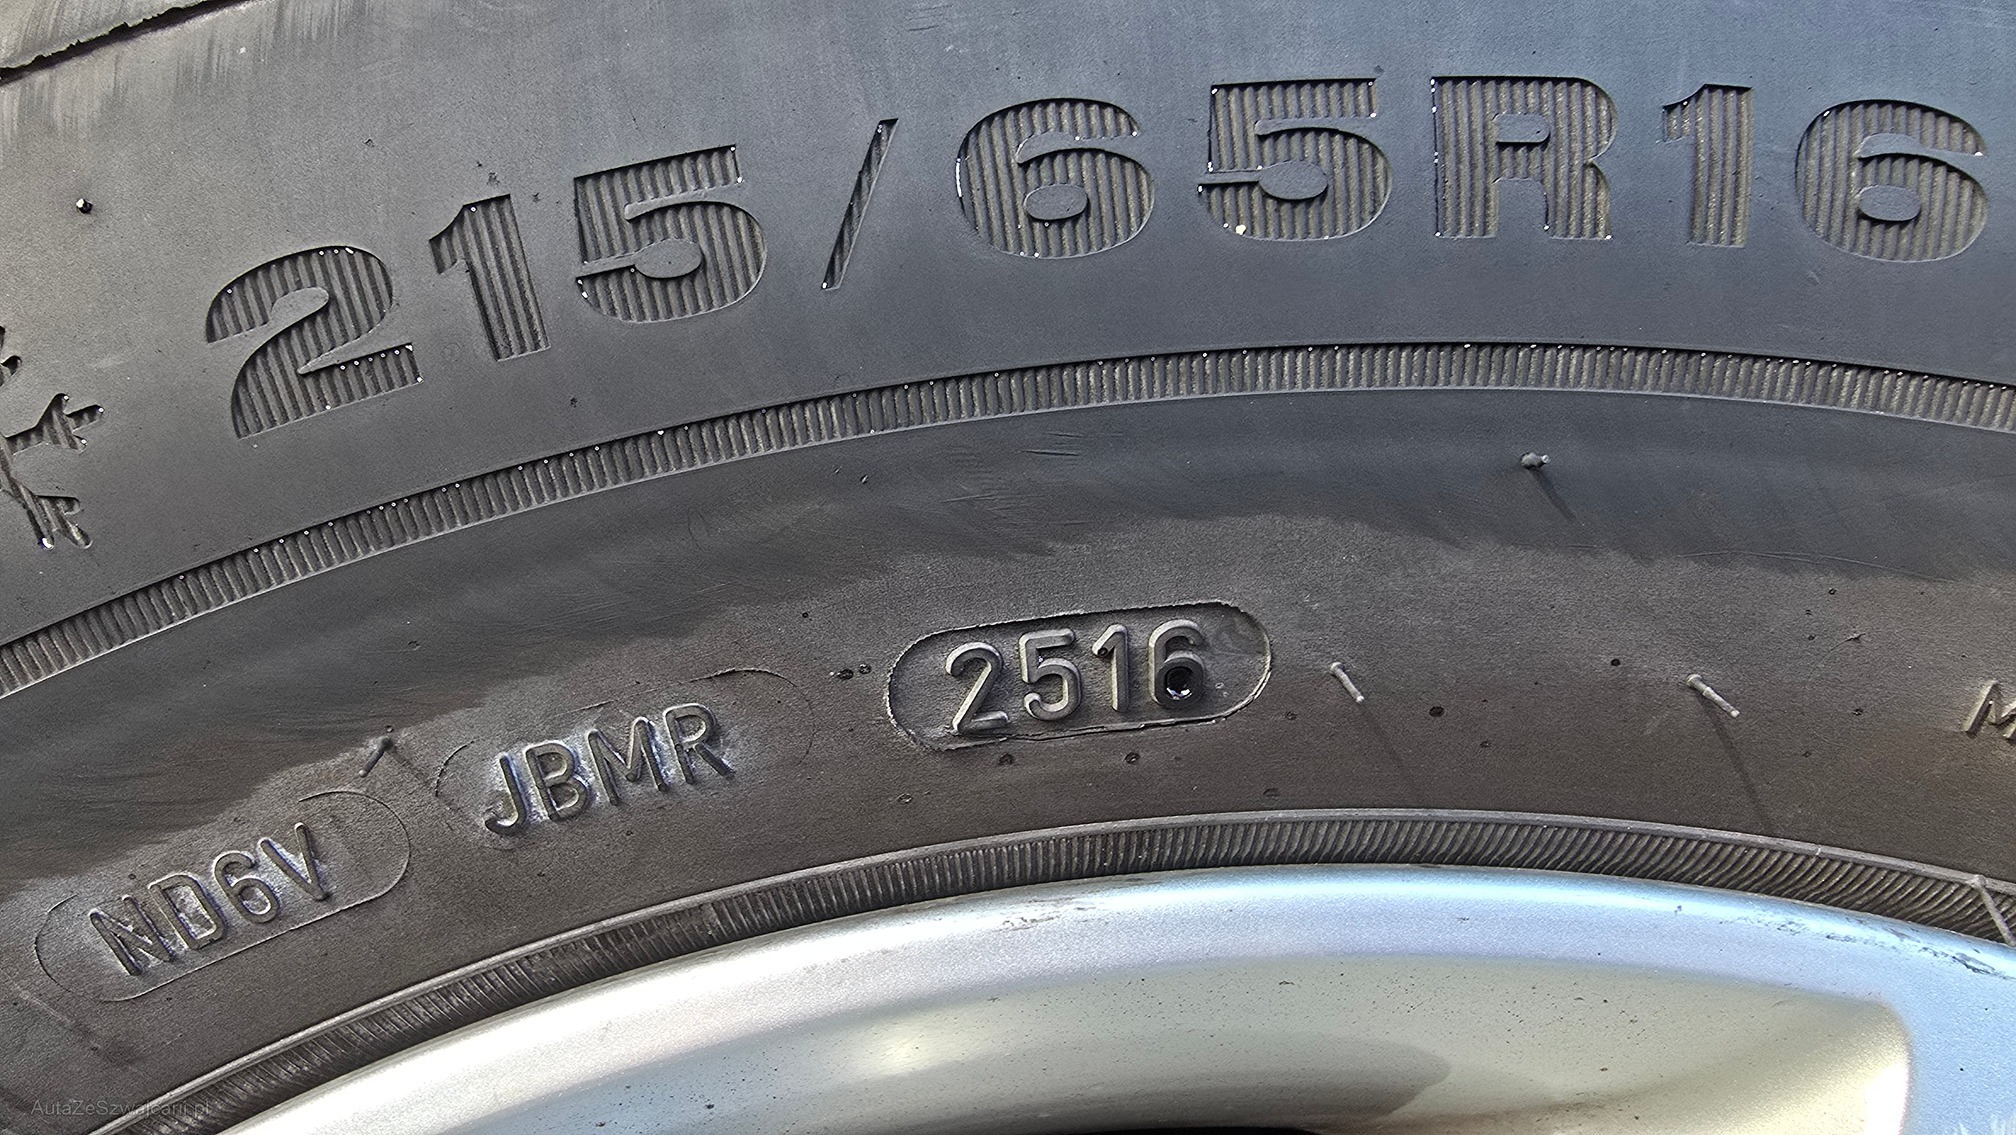 215/65R16
2516
JBMR
ND6V
M
AutaZeSzwajcarii.pl